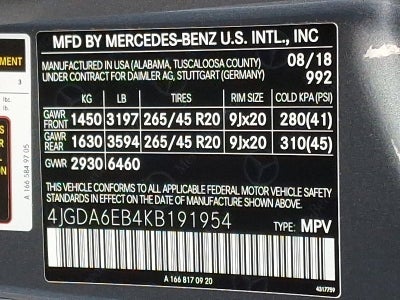 MFD BY MERCEDES-BENZ U.S. INTL., INC
MANUFACTURED IN USA (ALABAMA, TUSCALOOSA COUNTY) 08/18
UNDER CONTRACT FOR DAIMLER AG, STUTTGART (GERMANY) 992
KG LB TIRES RIM SIZE COLD KPA (PSI)
GAWR FRONT 1450 3197 265/45 R20 9Jx20 280(41)
GAWR REAR 1630 3594 265/45 R20 9Jx20 310(45)
GVWR 2930 6460
THIS VEHICLE CONFORMS TO ALL APPLICABLE FEDERAL MOTOR VEHICLE SAFETY
STANDARDS IN EFFECT ON THE DATE OF MANUFACTURE SHOWN ABOVE.
4JGDA6EB4KB191954 TYPE: MPV
A 166 817 09 20
4317759
3
lbs.
lb.
A 166 584 97 05